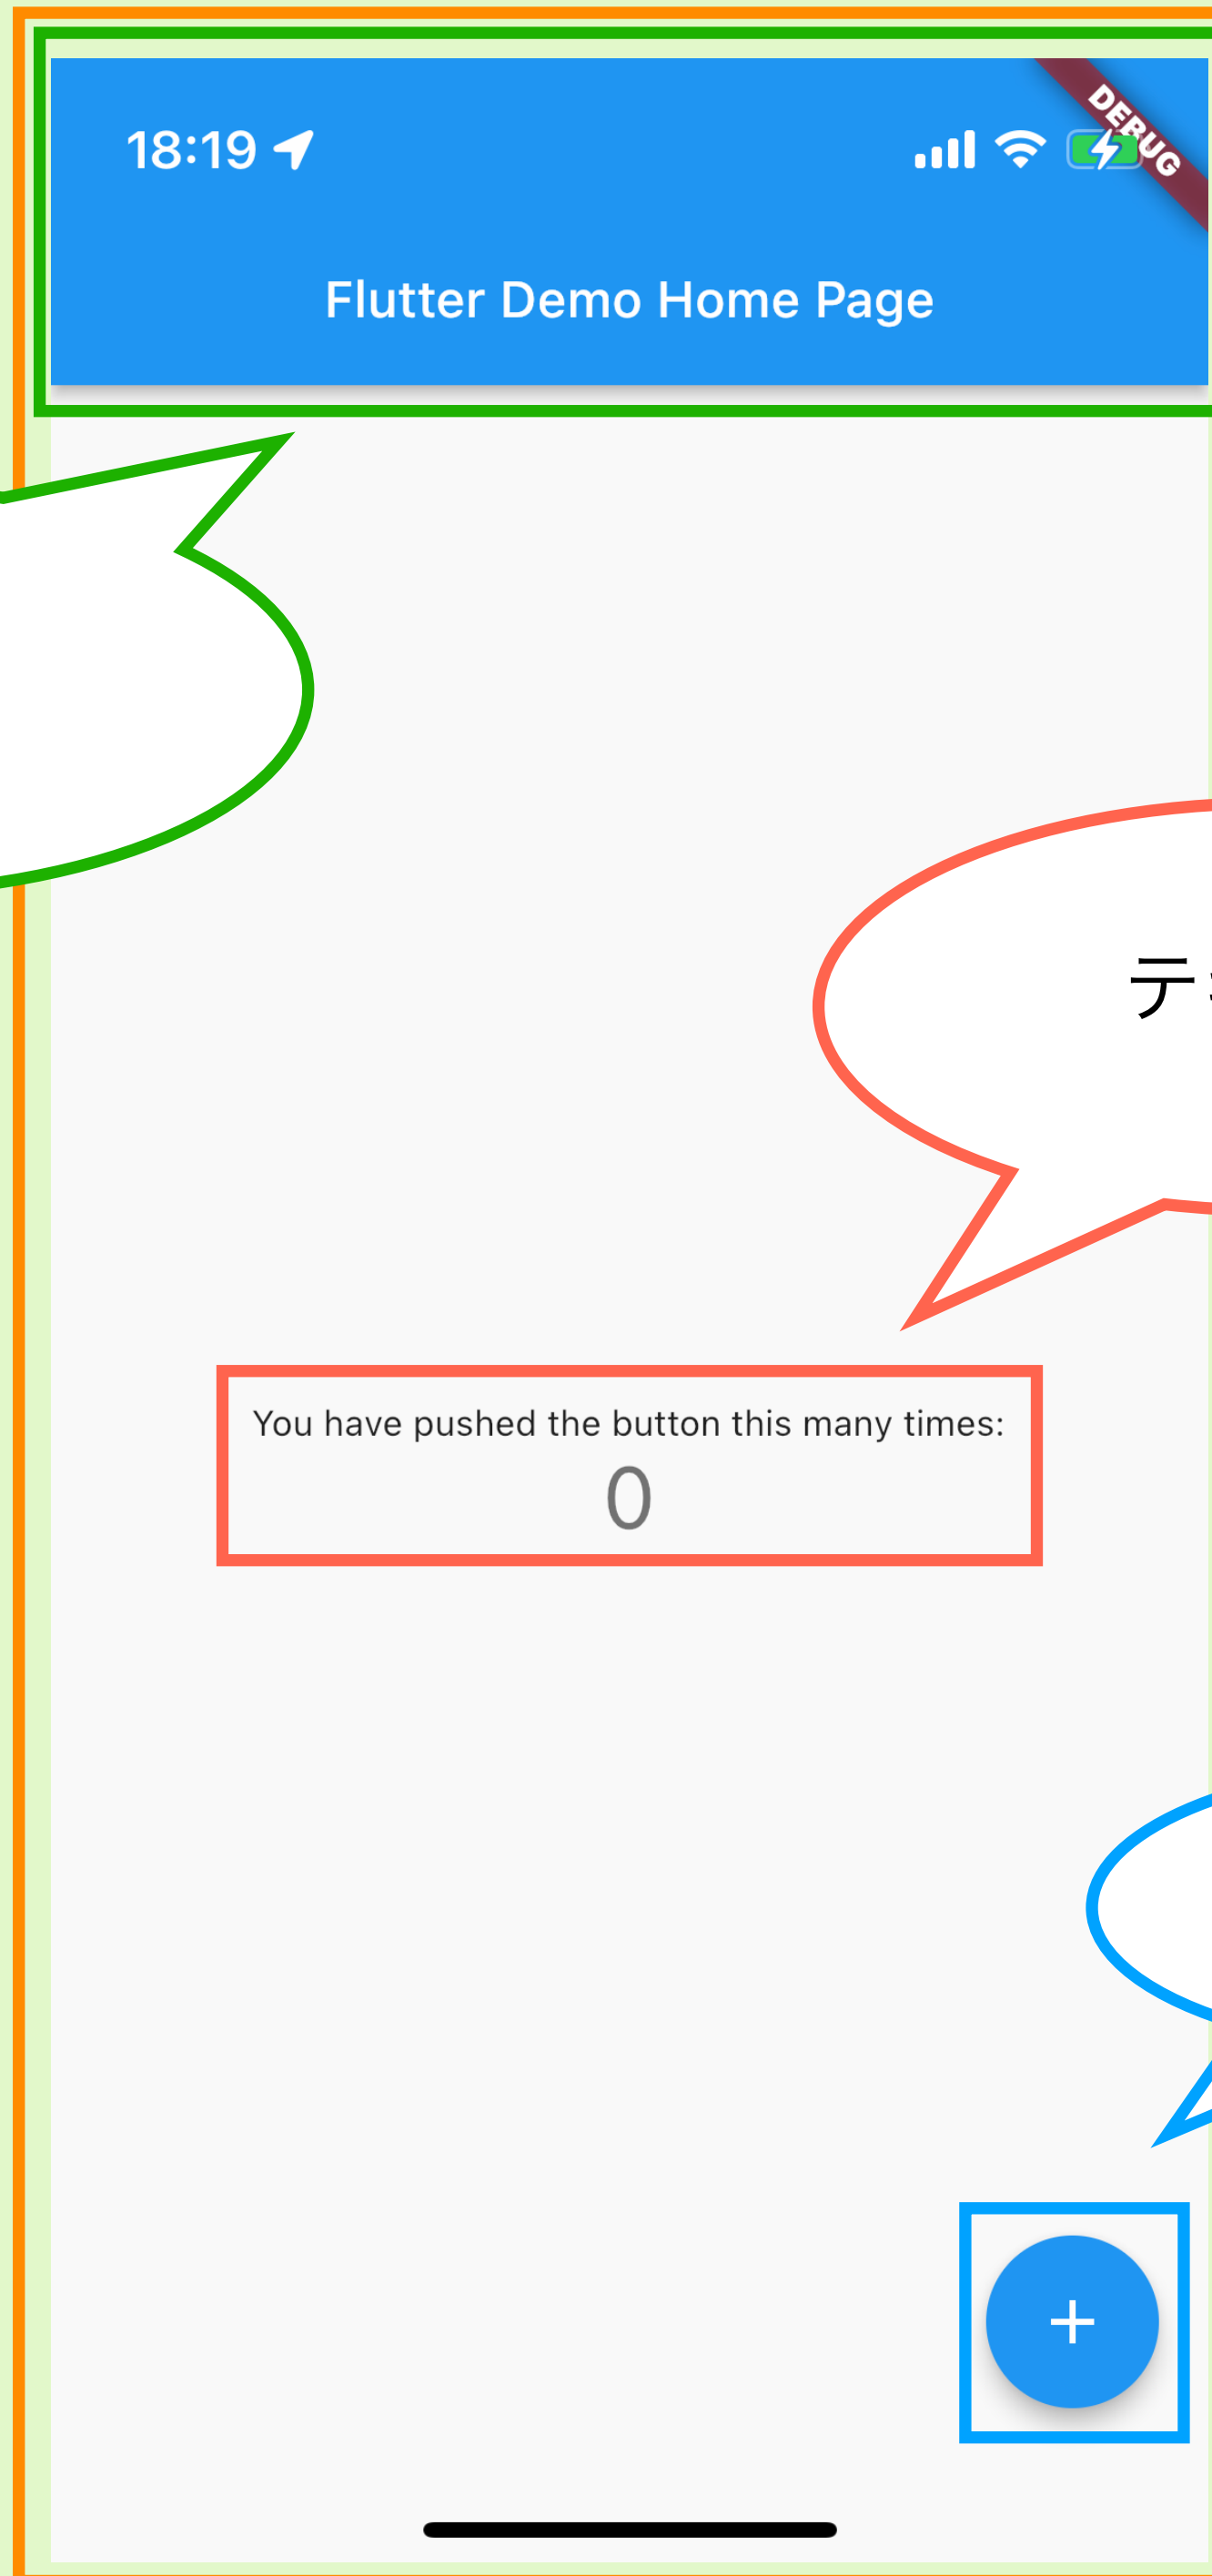 18:19
DEBUG
Flutter Demo Home Page
テ
You have pushed the button this many times:
0
+